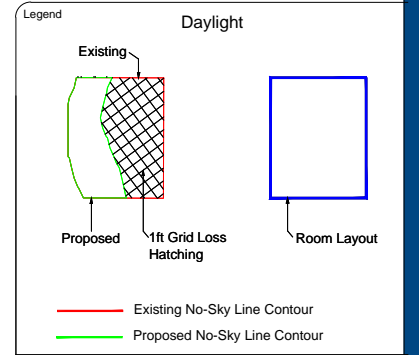 Legend
Daylight
Existing
Proposed
1ft Grid Loss
Hatching
Room Layout
Existing No-Sky Line Contour
Proposed No-Sky Line Contour